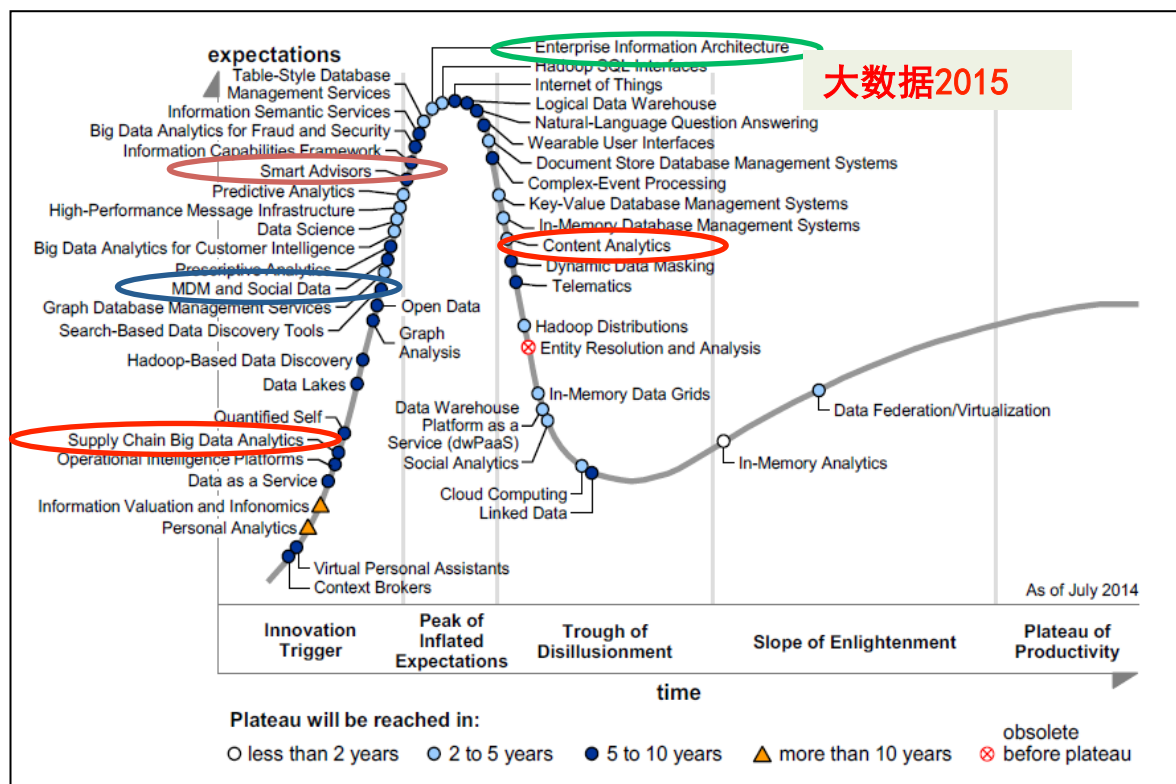 expectations
大数据2015
Enterprise Information Architecture
Hadoop SQL Interfaces
Internet of Things
Logical Data Warehouse
Natural-Language Question Answering
Wearable User Interfaces
Document Store Database Management Systems
Complex-Event Processing
Key-Value Database Management Systems
In-Memory Database Management Systems
Content Analytics
Dynamic Data Masking
Telematics
Hadoop Distributions
Entity Resolution and Analysis
In-Memory Data Grids
Data Warehouse
Platform as a
Service (dwPaaS)
Social Analytics
Cloud Computing
Linked Data
Data Federation/Virtualization
In-Memory Analytics
Table-Style Database
Management Services
Information Semantic Services
Big Data Analytics for Fraud and Security
Information Capabilities Framework
Smart Advisors
Predictive Analytics
High-Performance Message Infrastructure
Data Science
Big Data Analytics for Customer Intelligence
Prescriptive Analytics
MDM and Social Data
Graph Database Management Services
Search-Based Data Discovery Tools
Open Data
Graph
Analysis
Hadoop-Based Data Discovery
Data Lakes
Quantified Self
Supply Chain Big Data Analytics
Operational Intelligence Platforms
Data as a Service
Information Valuation and Infonomics
Personal Analytics
Virtual Personal Assistants
Context Brokers
As of July 2014
Innovation
Trigger
Peak of
Inflated
Expectations
Trough of
Disillusionment
Slope of Enlightenment
Plateau of
Productivity
time
Plateau will be reached in:
less than 2 years
2 to 5 years
5 to 10 years
more than 10 years
obsolete
before plateau